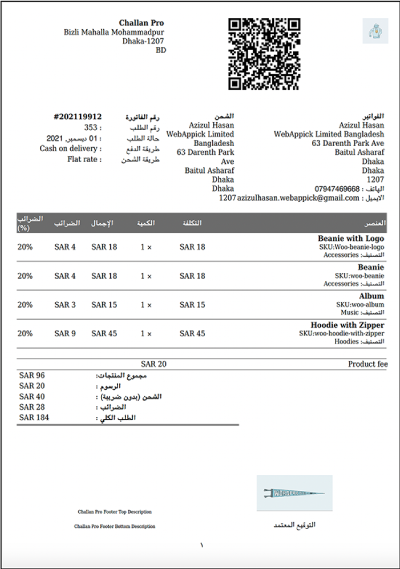 Challan Pro
Bizli Mahalla Mohammadpur
Dhaka-1207
BD
الفواتير
Azizul Hasan
WebAppick Limited Bangladesh
63 Darenth Park Ave
Baitul Asharaf
Dhaka
Dhaka
1207
الهاتف : 07947469668
الايميل : azizulhasan.webappick@gmail.com
الشحن
Azizul Hasan
WebAppick Limited
Bangladesh
63 Darenth Park
Ave
Baitul Asharaf
Dhaka
Dhaka
1207
رقم الفاتورة #202119912
رقم الطلب : 353
حالة الطلب : 01 ديسمبر, 2021
طريقة الدفع : Cash on delivery
طريقة الشحن : Flat rate
العنصر التكلفة الكمية الإجمال الضرائب الضرائب (%)
Beanie with Logo
SKU:Woo-beanie-logo
التصنيف: Accessories
SAR 18 1 × SAR 18 SAR 4 20%
Beanie
SKU:woo-beanie
التصنيف: Accessories
SAR 18 1 × SAR 18 SAR 4 20%
Album
SKU:woo-album
التصنيف: Music
SAR 15 1 × SAR 15 SAR 3 20%
Hoodie with Zipper
SKU:woo-hoodie-with-zipper
التصنيف: Hoodies
SAR 45 1 × SAR 45 SAR 9 20%
Product fee SAR 20
مجموع المنتجات: SAR 96
الرسوم : SAR 20
الشحن (بدون ضريبة) : SAR 40
الضرائب : SAR 28
الطلب الكلي : SAR 184
التوقيع المعتمد
Challan Pro Footer Top Description
Challan Pro Footer Bottom Description
١